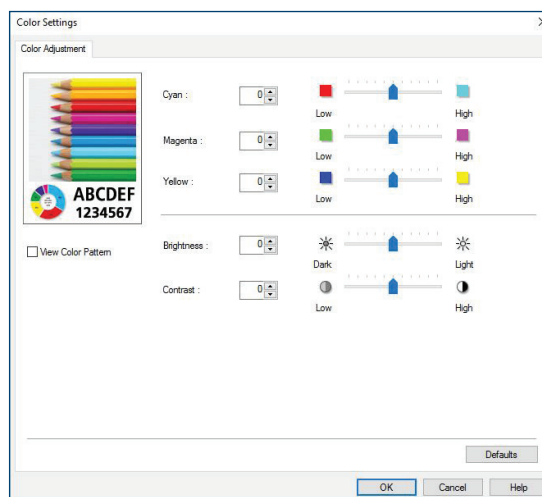 Color Settings
Color Adjustment
ABCDEF
1234567
View Color Pattern
Cyan : 0
Low High
Magenta : 0
Low High
Yellow : 0
Low High
Brightness : 0
Dark Light
Contrast : 0
Low High
Defaults
OK Cancel Help